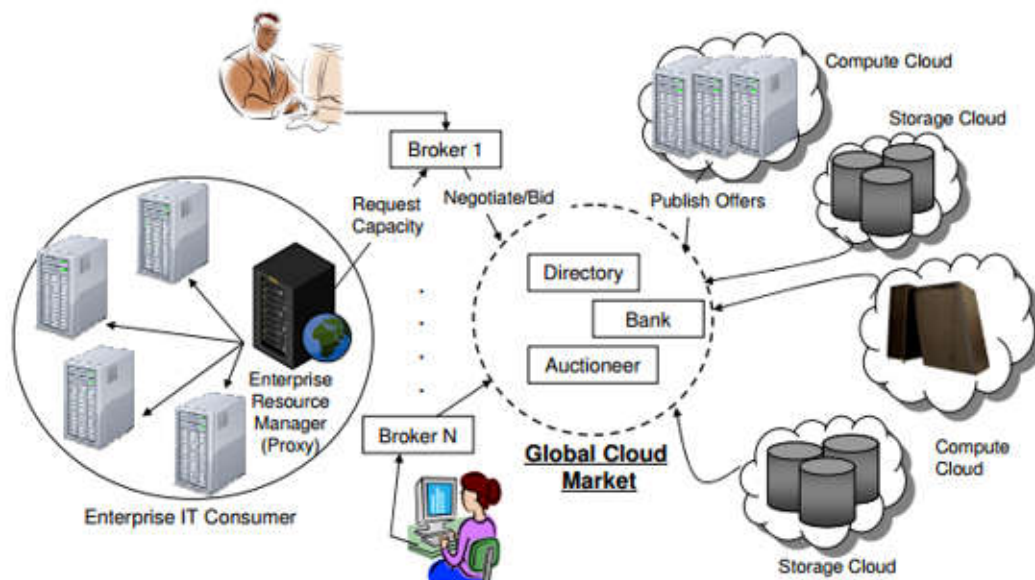 Compute Cloud
Storage Cloud
Broker 1
Request
Capacity
Negotiate/Bid
Publish Offers
Directory
Bank
Auctioneer
Enterprise
Resource
Manager
(Proxy)
Broker N
Global Cloud
Market
Compute
Cloud
Enterprise IT Consumer
Storage Cloud